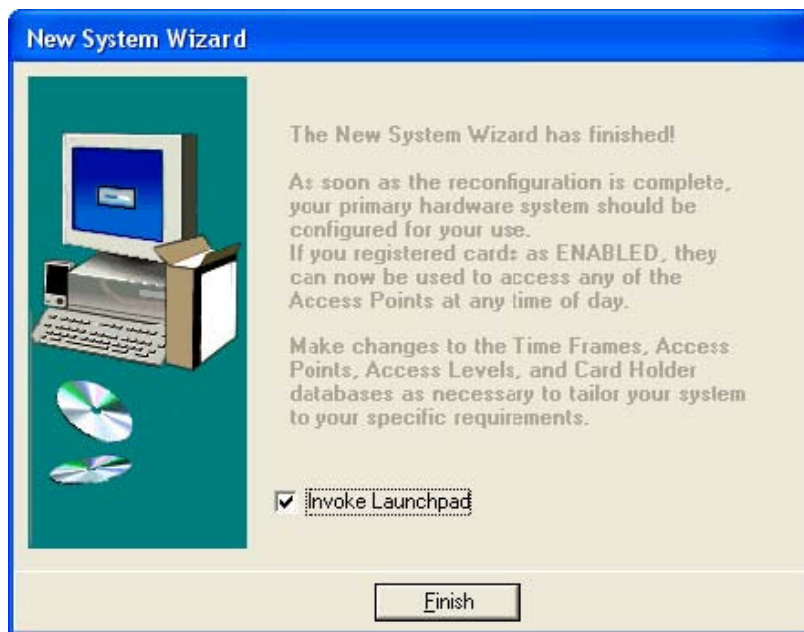 New System Wizard
The New System Wizard has finished!
As soon as the reconfiguration is complete,
your primary hardware system should be
configured for your use.
If you registered cards as ENABLED, they
can now be used to access any of the
Access Points at any time of day.
Make changes to the Time Frames, Access
Points, Access Levels, and Card Holder
databases as necessary to tailor your system
to your specific requirements.
Invoke Launchpad
Finish